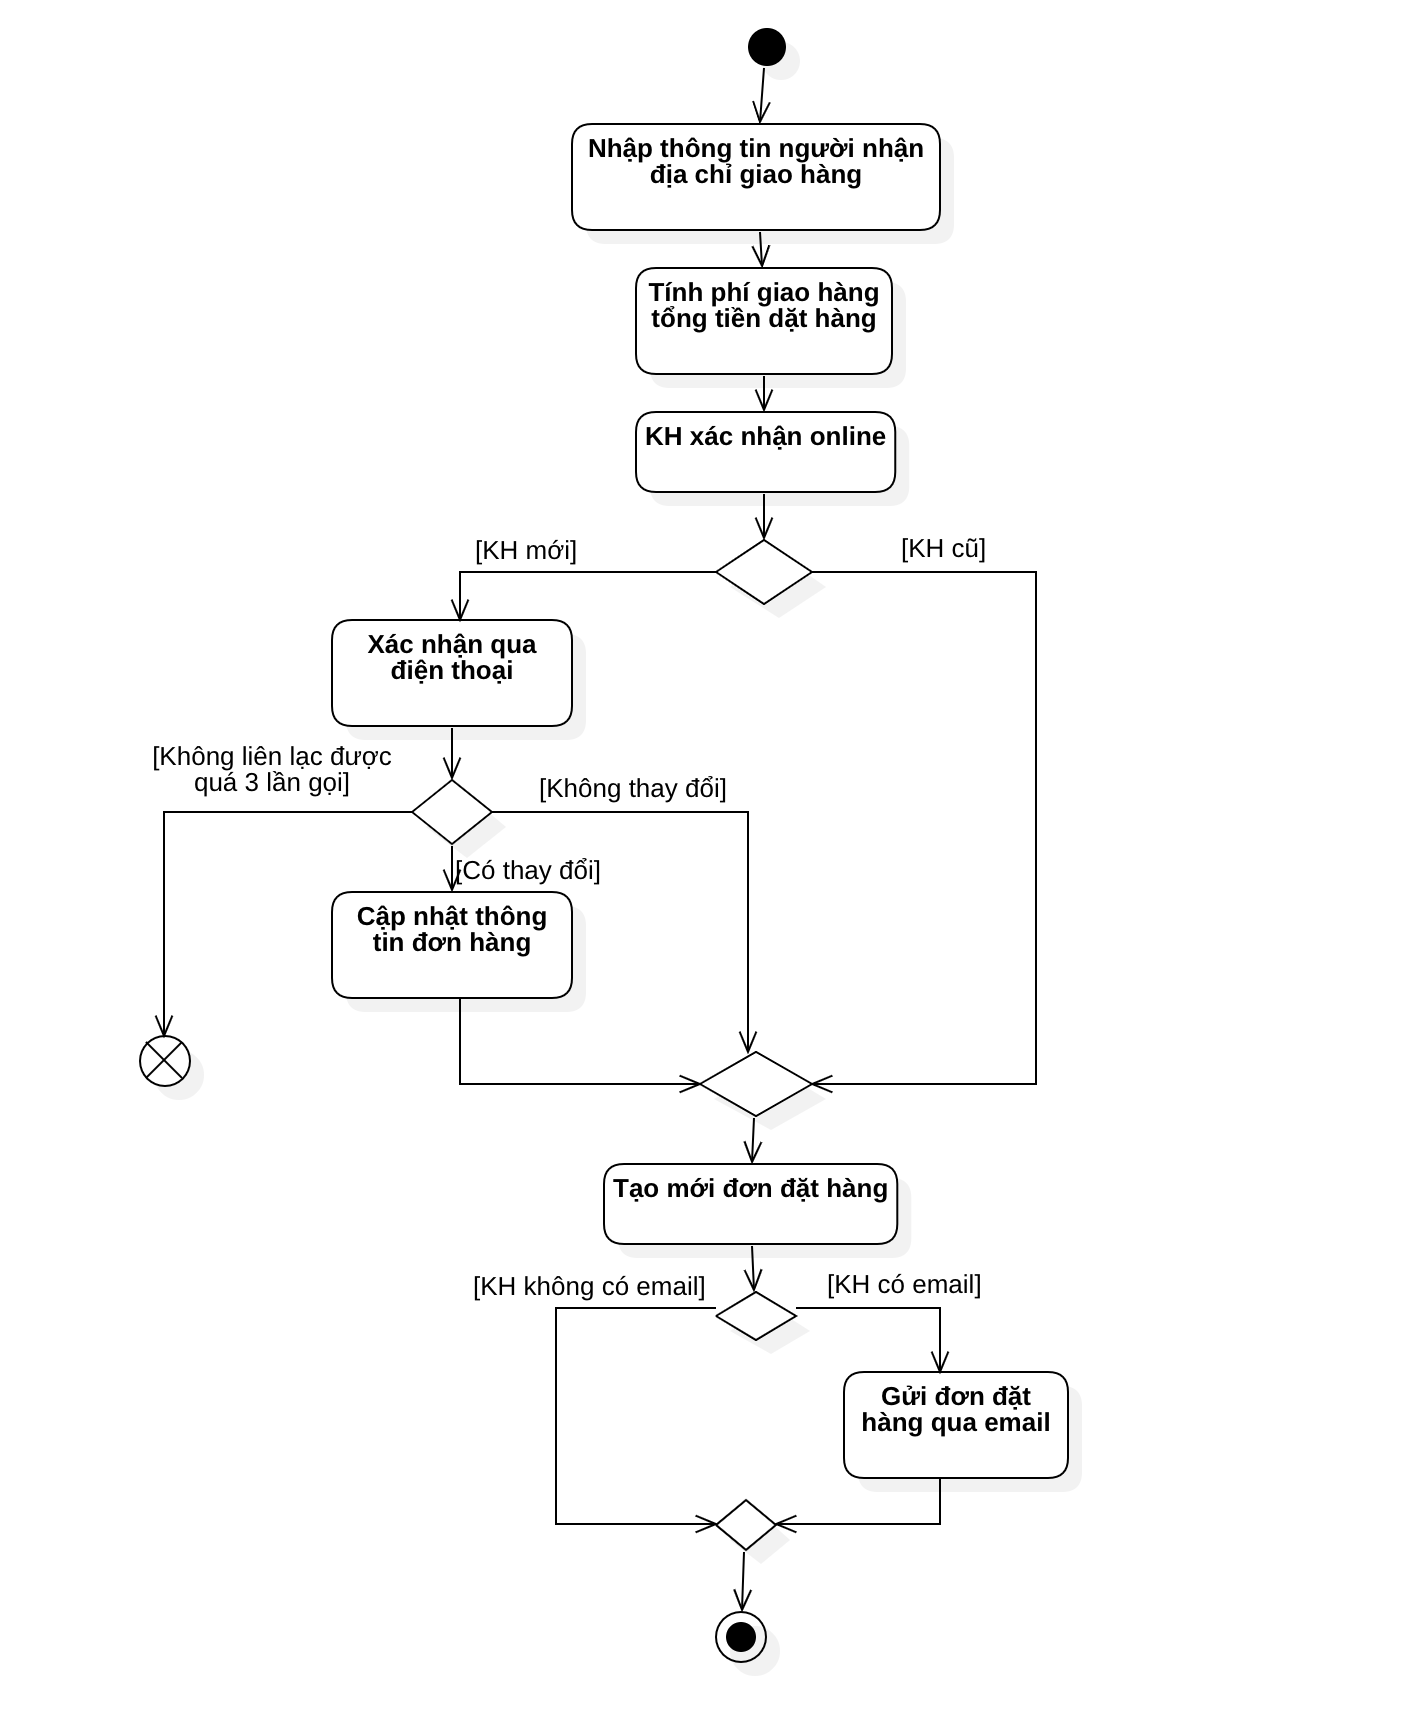 Nhập thông tin người nhận
địa chỉ giao hàng
Tính phí giao hàng
tổng tiền dặt hàng
KH xác nhận online
[KH mới]
[KH cũ]
Xác nhận qua
điện thoại
[Không liên lạc được
quá 3 lần gọi]
[Không thay đổi]
[Có thay đổi]
Cập nhật thông
tin đơn hàng
Tạo mới đơn đặt hàng
[KH không có email]
[KH có email]
Gửi đơn đặt
hàng qua email